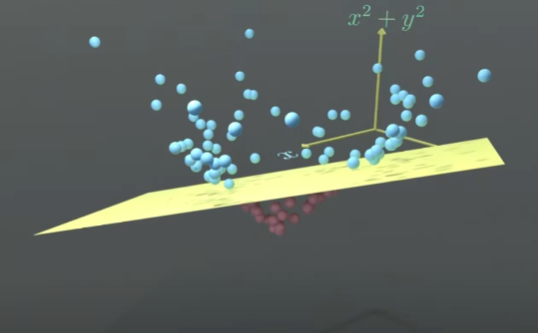 x² + y²
x